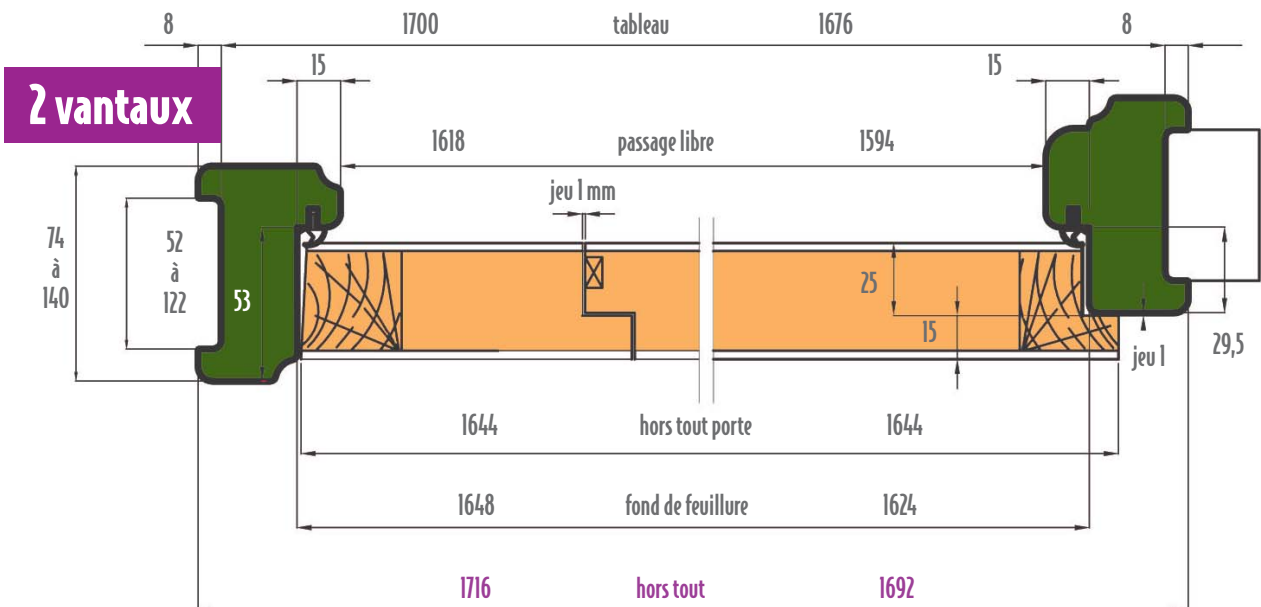 8 1700 tableau 1676 8
15 15
2 vantaux
1618 passage libre 1594
jeu 1 mm
74
à
140
52
à
122
53
25
15
jeu 1
29,5
1644 hors tout porte 1644
1648 fond de feuillure 1624
1716 hors tout 1692